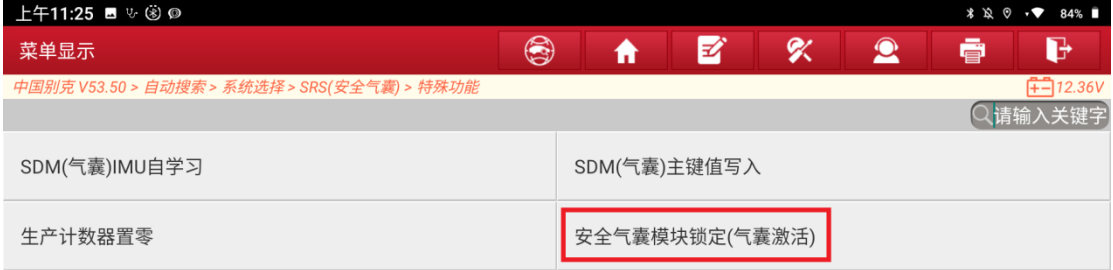 上午11:25
84%
菜单显示
中国别克 V53.50 > 自动搜索 > 系统选择 > SRS(安全气囊) > 特殊功能
12.36V
请输入关键字
SDM(气囊)IMU自学习
SDM(气囊)主键值写入
生产计数器置零
安全气囊模块锁定(气囊激活)